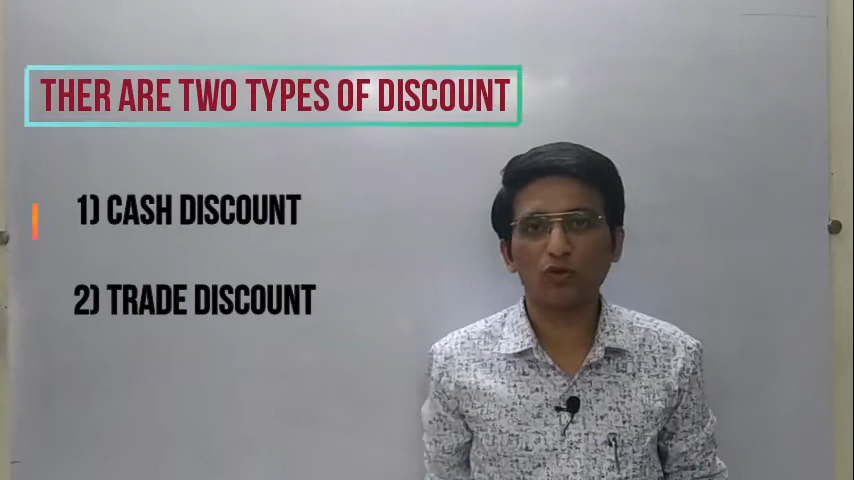 THER ARE TWO TYPES OF DISCOUNT
1) CASH DISCOUNT
2) TRADE DISCOUNT